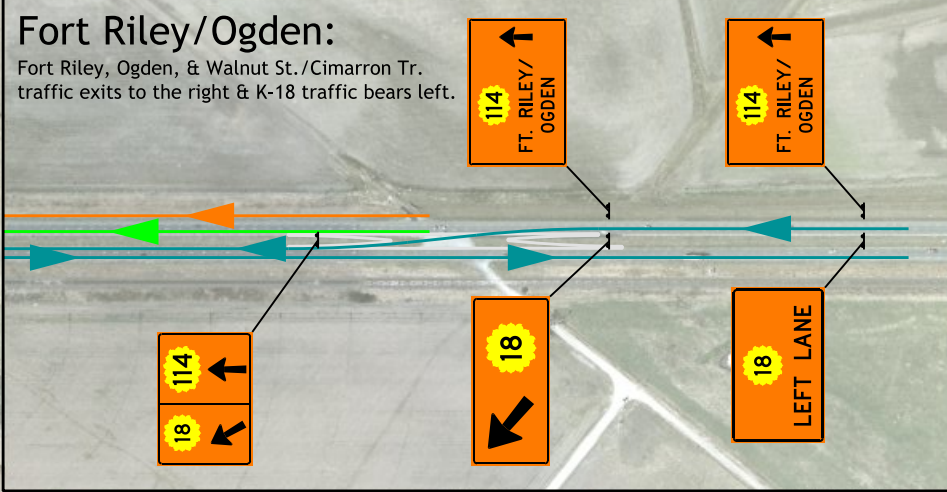 Fort Riley/Ogden:
Fort Riley, Ogden, & Walnut St./Cimarron Tr.
traffic exits to the right & K-18 traffic bears left.
114
FT. RILEY/
OGDEN
114
FT. RILEY/
OGDEN
114
18
18
18
LEFT LANE